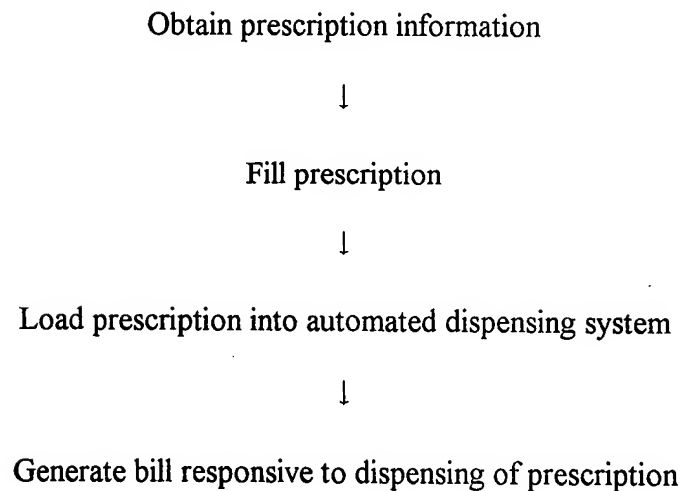 Obtain prescription information
↓
Fill prescription
↓
Load prescription into automated dispensing system
↓
Generate bill responsive to dispensing of prescription